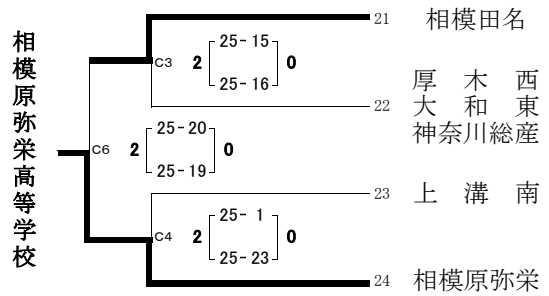 相模原弥栄高等学校
21 相模田名
C3 2 25-15 0
25-16
22 厚木西
大和東
神奈川総産
C6 2 25-20 0
25-19
23 上溝南
C4 2 25- 1 0
25-23
24 相模原弥栄